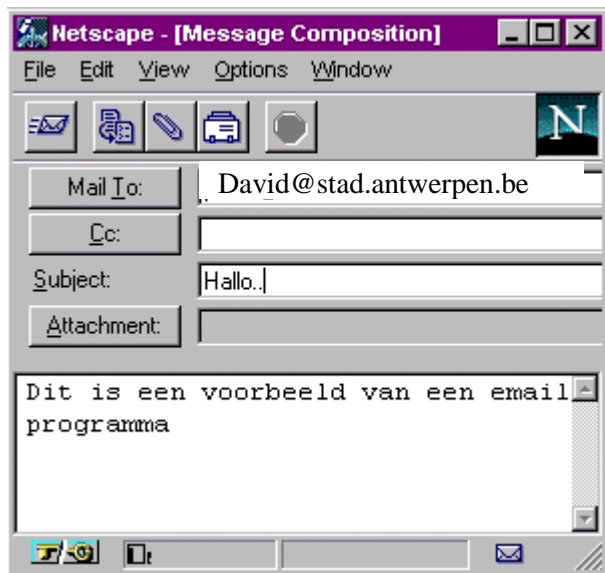 Netscape - [Message Composition]
File Edit View Options Window
N
Mail To: David@stad.antwerpen.be
Cc:
Subject: Hallo..
Attachment:
Dit is een voorbeeld van een email
programma